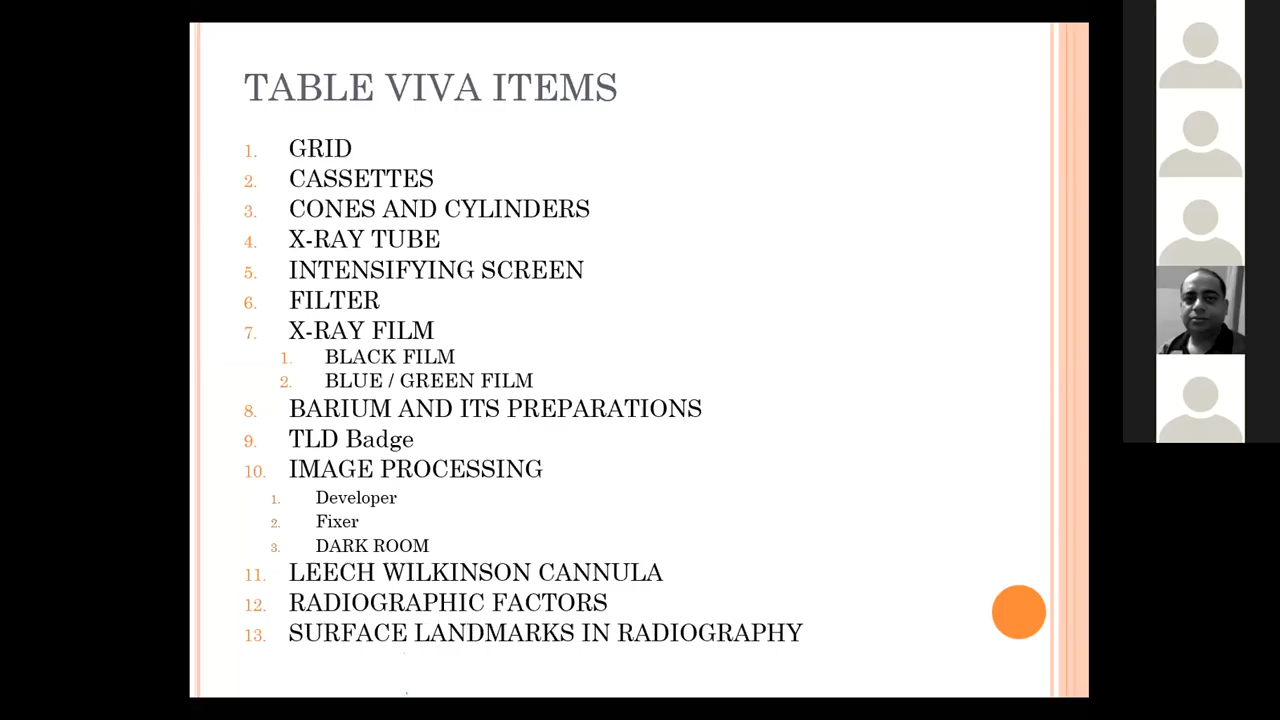 TABLE VIVA ITEMS
1. GRID
2. CASSETTES
3. CONES AND CYLINDERS
4. X-RAY TUBE
5. INTENSIFYING SCREEN
6. FILTER
7. X-RAY FILM
1. BLACK FILM
2. BLUE / GREEN FILM
8. BARIUM AND ITS PREPARATIONS
9. TLD Badge
10. IMAGE PROCESSING
1. Developer
2. Fixer
3. DARK ROOM
11. LEECH WILKINSON CANNULA
12. RADIOGRAPHIC FACTORS
13. SURFACE LANDMARKS IN RADIOGRAPHY